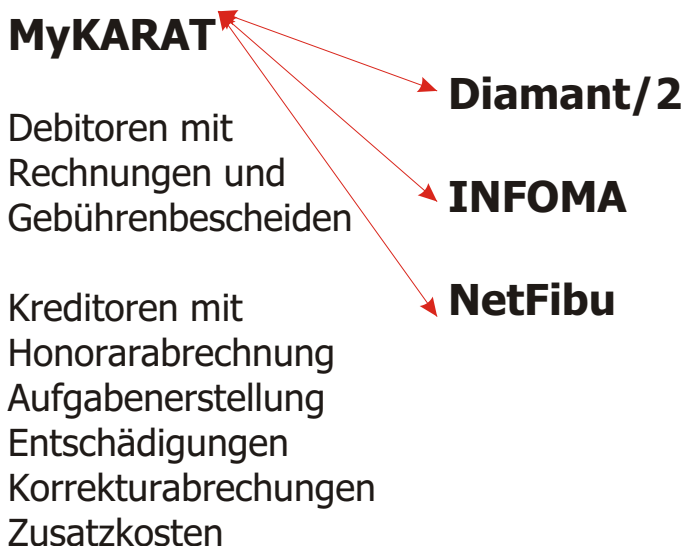 MyKARAT
Debitoren mit
Rechnungen und
Gebührenbescheiden
Kreditoren mit
Honorarabrechnung
Aufgabenerstellung
Entschädigungen
Korrekturabrechungen
Zusatzkosten
Diamant/2
INFOMA
NetFibu